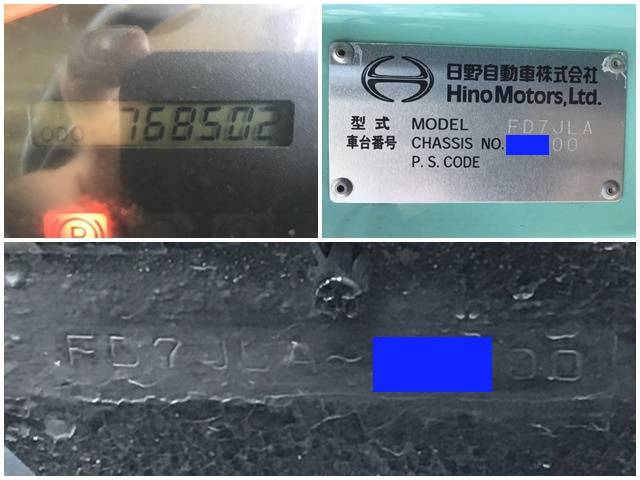 ODO 768502
P
日野自動車株式会社
Hino Motors, Ltd.
型式 MODEL FD7JLA
車台番号 CHASSIS NO. 00
P. S. CODE
FD7JLA~ 00